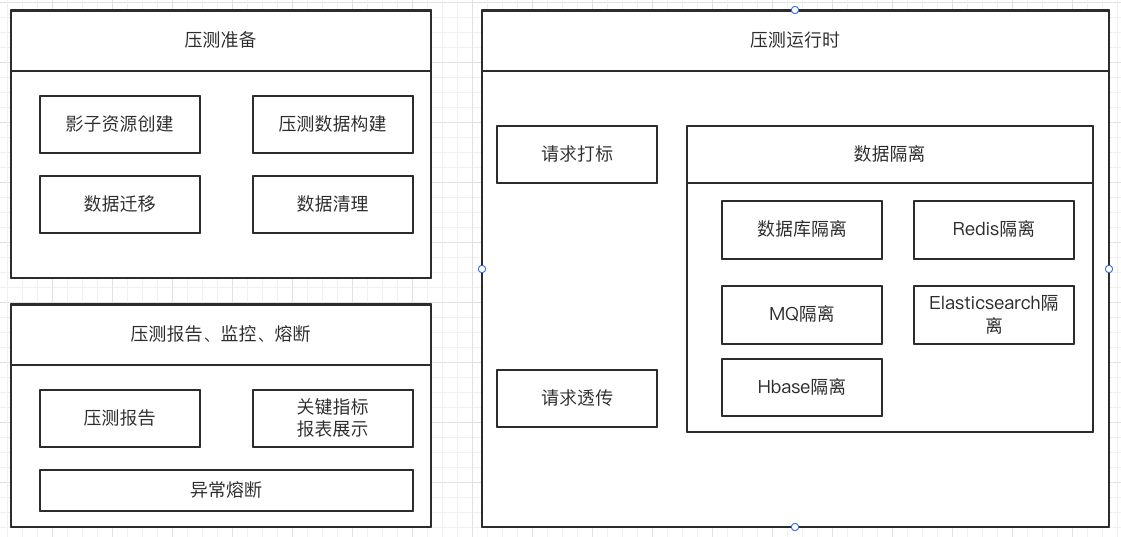 压测准备
影子资源创建
压测数据构建
数据迁移
数据清理
压测报告、监控、熔断
压测报告
关键指标
报表展示
异常熔断
压测运行时
请求打标
请求透传
数据隔离
数据库隔离
Redis隔离
MQ隔离
Elasticsearch隔
离
Hbase隔离